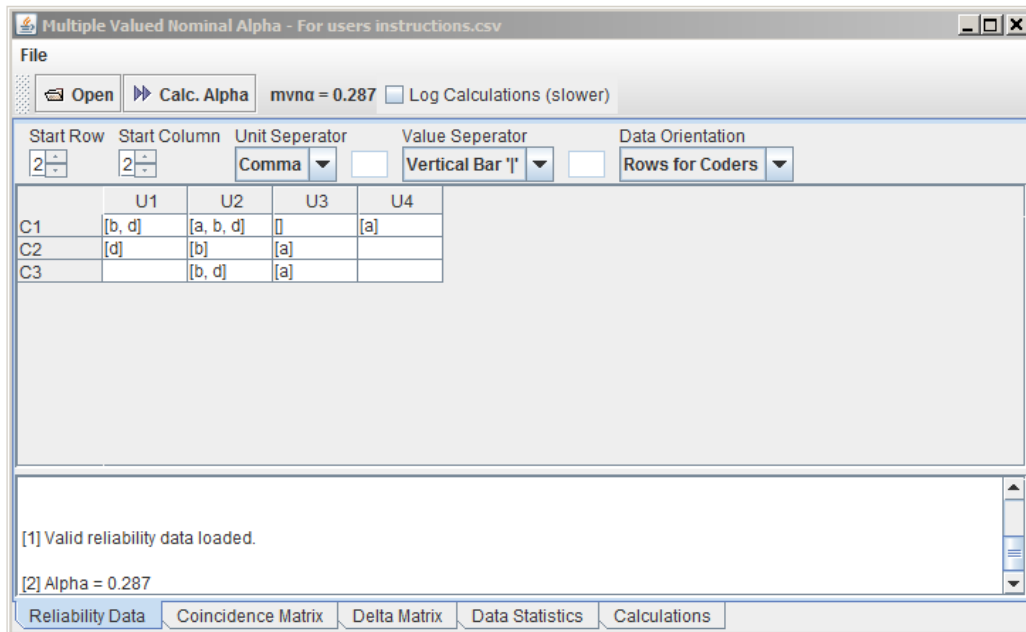 Multiple Valued Nominal Alpha - For users instructions.csv
File
Open Calc. Alpha mvnα = 0.287 Log Calculations (slower)
Start Row Start Column Unit Seperator Value Seperator Data Orientation
2 2 Comma Vertical Bar '|' Rows for Coders
U1 U2 U3 U4
C1 [b, d] [a, b, d] [] [a]
C2 [d] [b] [a]
C3 [b, d] [a]
[1] Valid reliability data loaded.
[2] Alpha = 0.287
Reliability Data Coincidence Matrix Delta Matrix Data Statistics Calculations